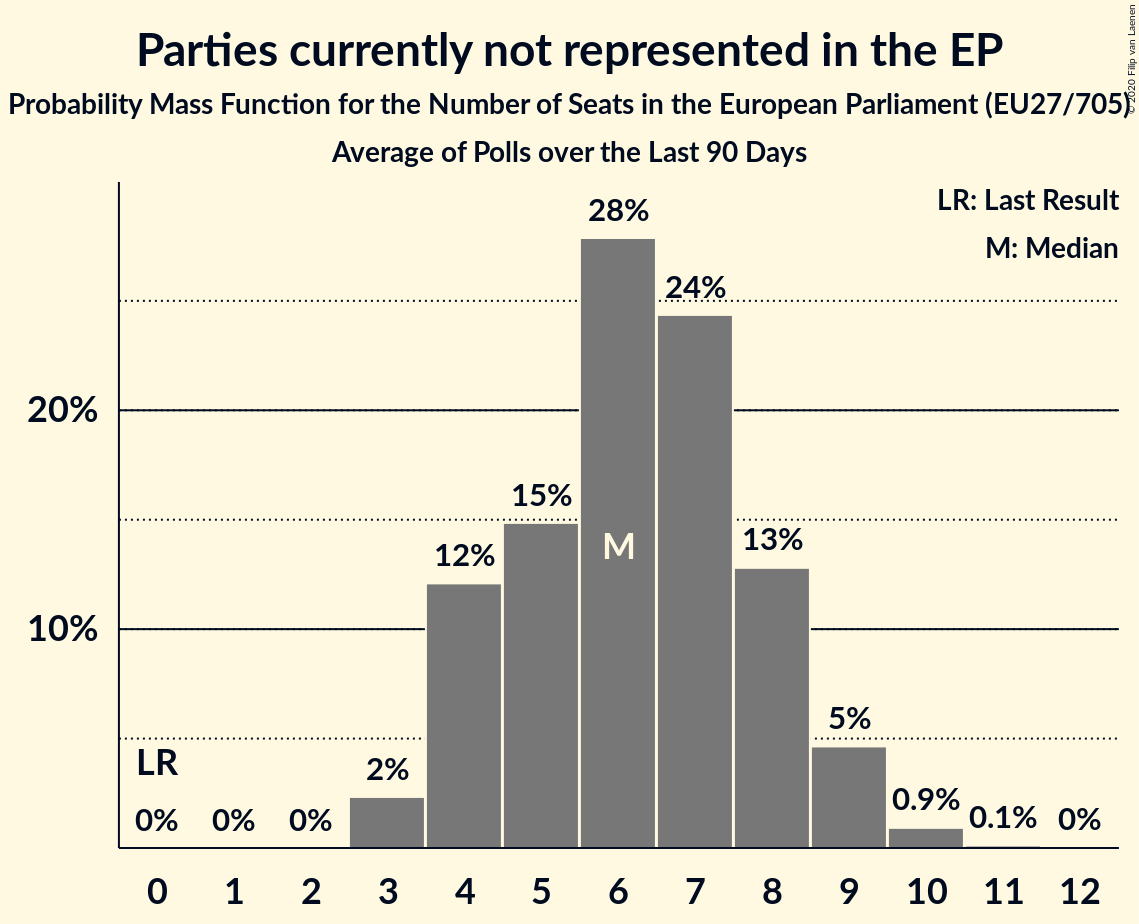 Parties currently not represented in the EP
Probability Mass Function for the Number of Seats in the European Parliament (EU27/705)
Average of Polls over the Last 90 Days
© 2020 Filip van Laenen
LR: Last Result
M: Median
28%
24%
20%
15%
12%
M
13%
10%
5%
LR
2%
0% 0% 0% 0.9% 0.1% 0%
0 1 2 3 4 5 6 7 8 9 10 11 12